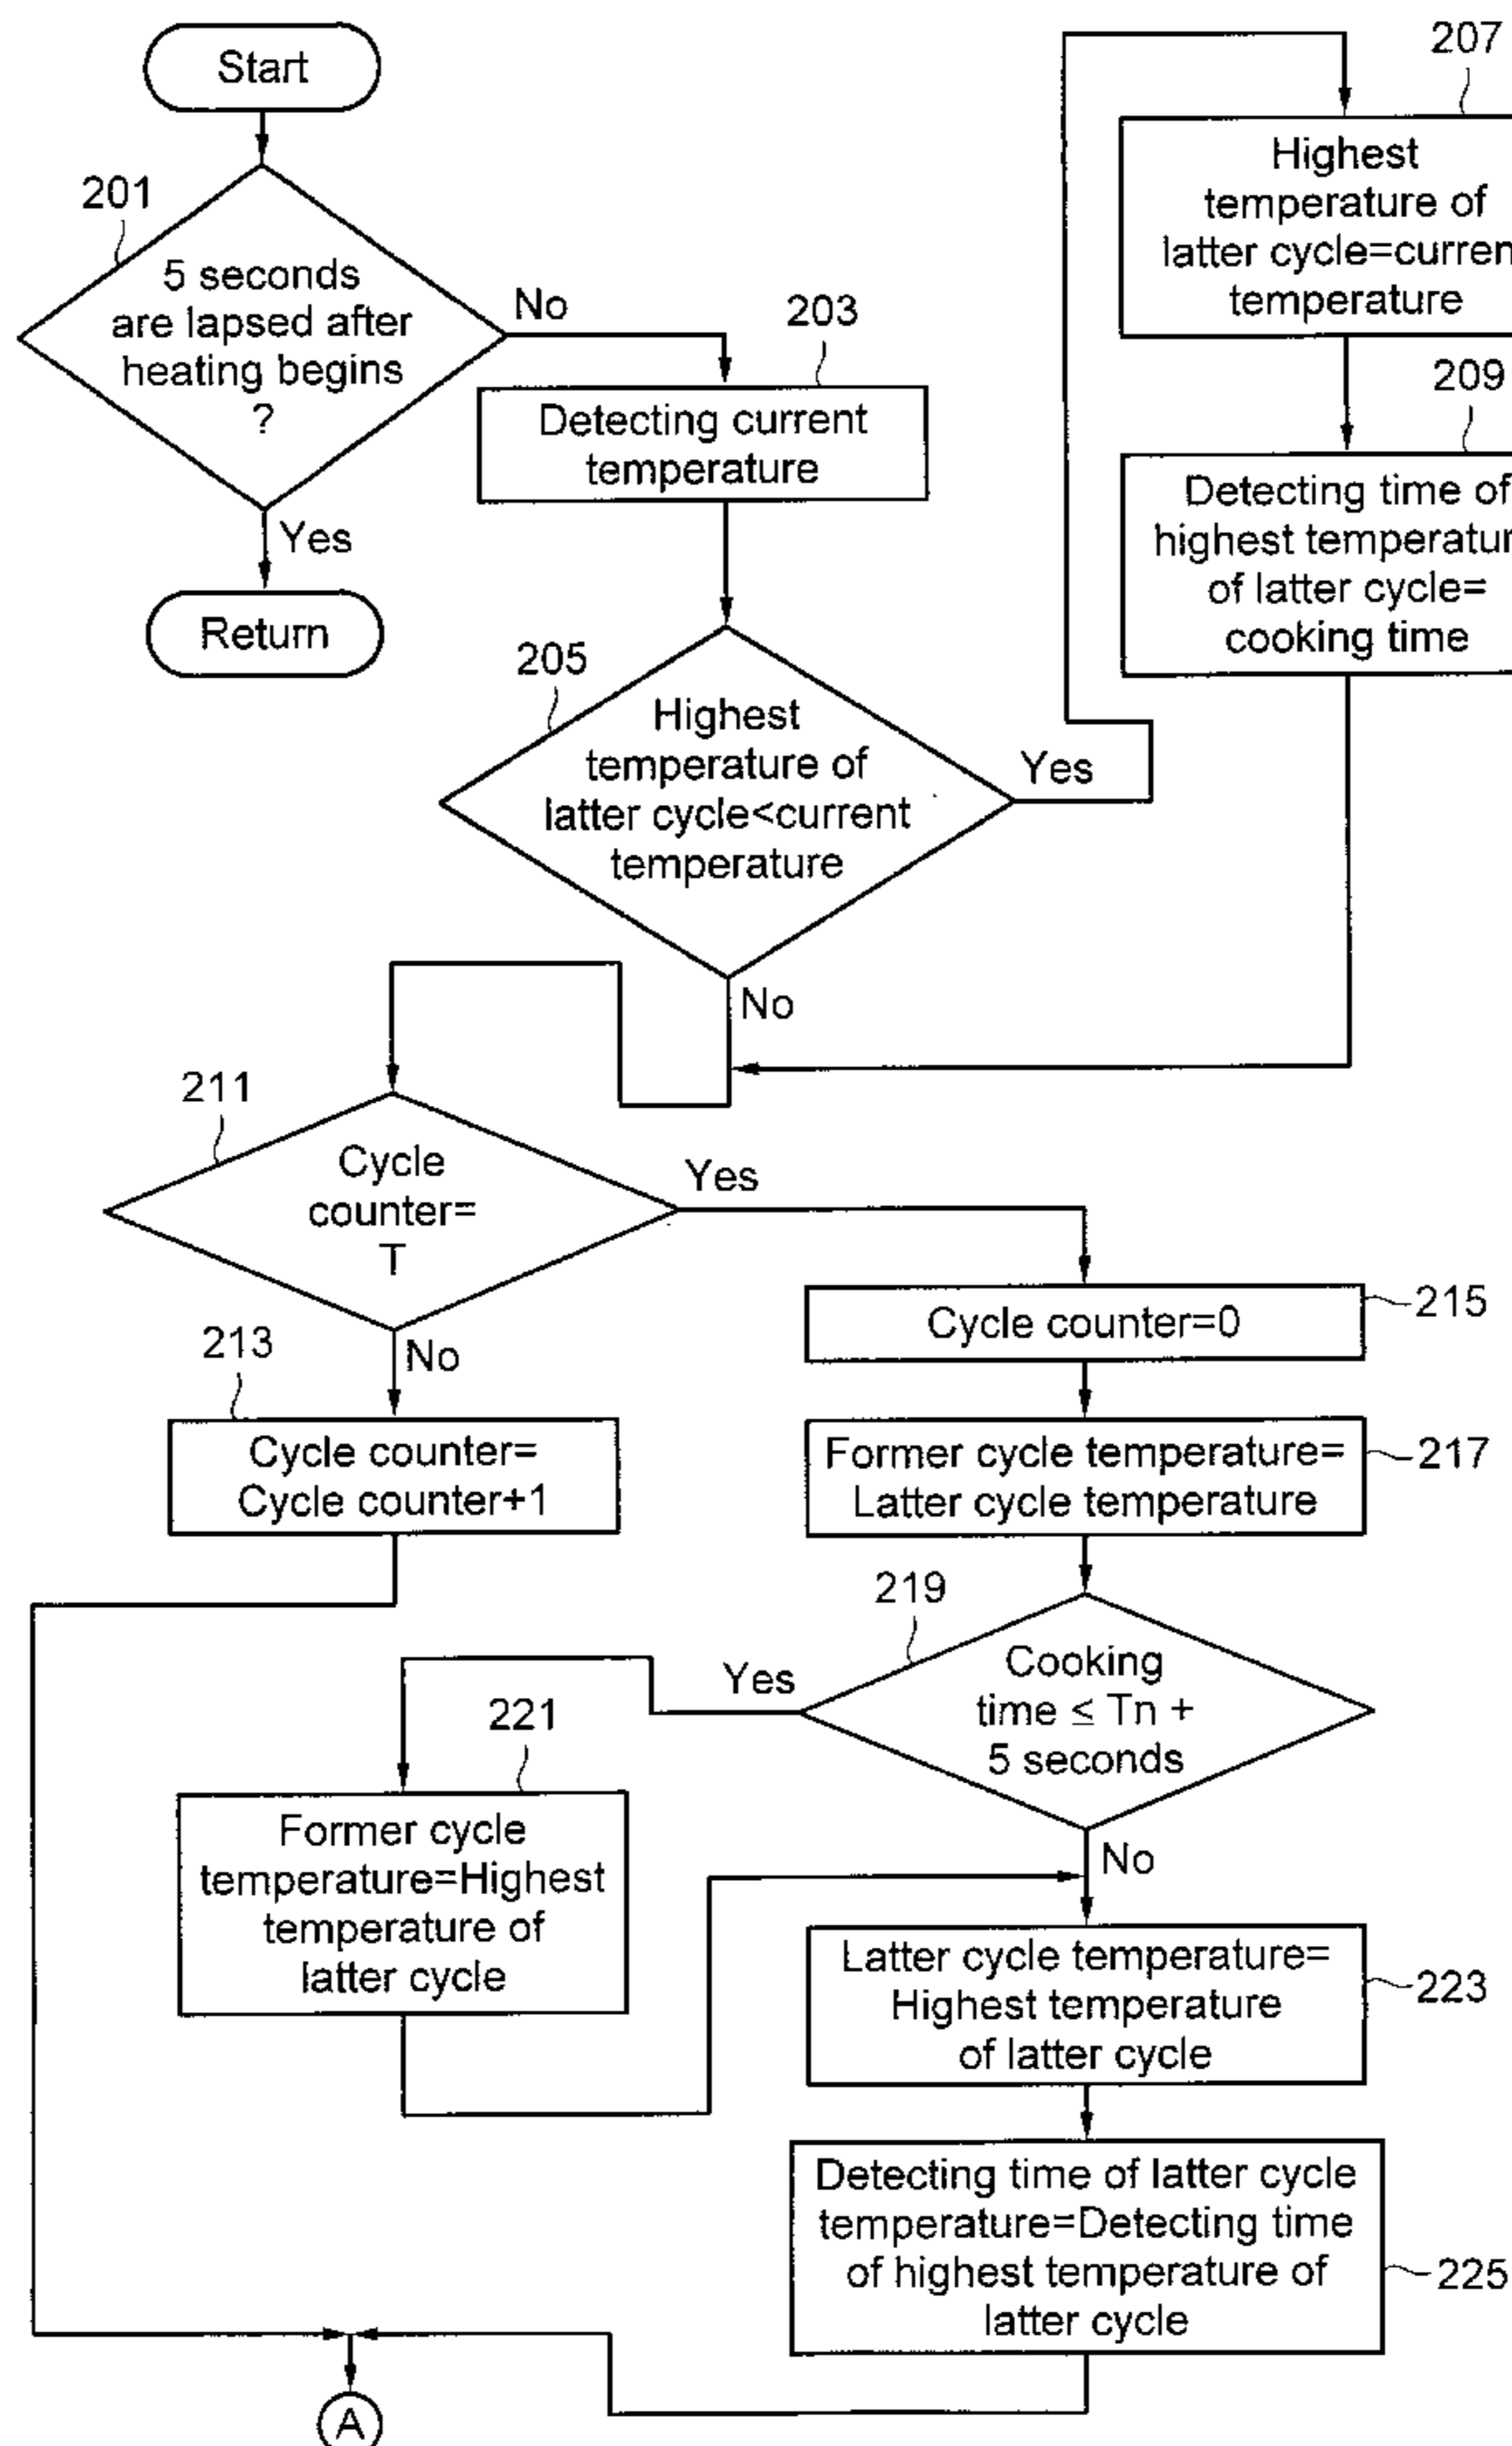 Start
201
5 seconds
are lapsed after
heating begins
?
No
Yes
Return
203
Detecting current
temperature
205
Highest
temperature of
latter cycle<current
temperature
Yes
No
207
Highest
temperature of
latter cycle=curren
temperature
209
Detecting time of
highest temperatur
of latter cycle=
cooking time
211
Cycle
counter=
T
Yes
No
213
Cycle counter=
Cycle counter+1
Cycle counter=0
215
Former cycle temperature=
Latter cycle temperature
217
219
Cooking
time ≤ Tn +
5 seconds
Yes
No
221
Former cycle
temperature=Highest
temperature of
latter cycle
Latter cycle temperature=
Highest temperature
of latter cycle
223
Detecting time of latter cycle
temperature=Detecting time
of highest temperature of
latter cycle
225
A